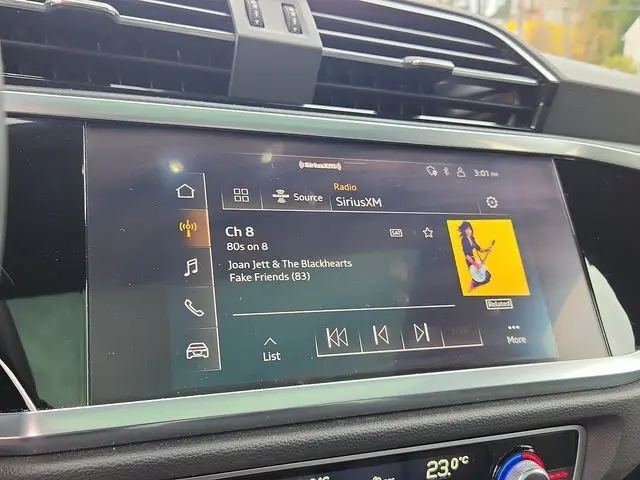 ((SiriusXM))
3:01 PM
Radio
Source
SiriusXM
Ch 8
SAT
80s on 8
Joan Jett & The Blackhearts
Fake Friends (83)
Related
List
More
23.0°C